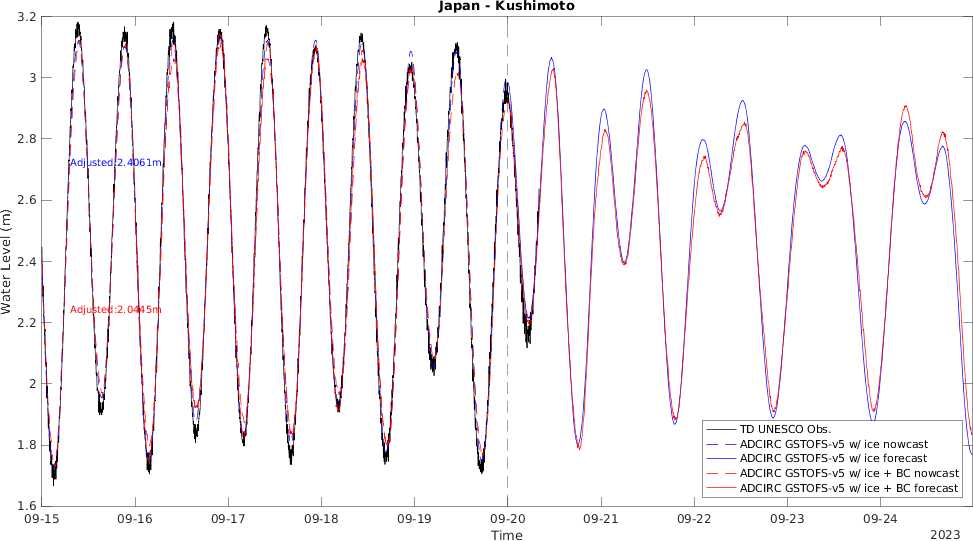 Japan - Kushimoto
3.2
3
2.8
2.6
2.4
2.2
2
1.8
1.6
Water Level (m)
Adjusted:2.4061m
Adjusted:2.0445m
TD UNESCO Obs.
ADCIRC GSTOFS-v5 w/ ice nowcast
ADCIRC GSTOFS-v5 w/ ice forecast
ADCIRC GSTOFS-v5 w/ ice + BC nowcast
ADCIRC GSTOFS-v5 w/ ice + BC forecast
09-15 09-16 09-17 09-18 09-19 09-20 09-21 09-22 09-23 09-24
Time
2023